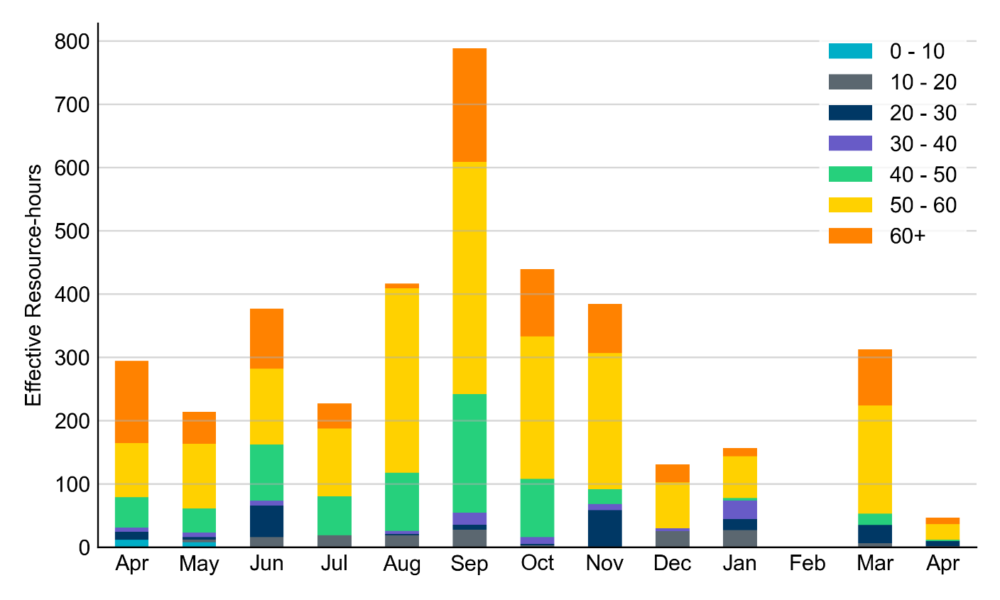 Effective Resource-hours
800
700
600
500
400
300
200
100
0
Apr May Jun Jul Aug Sep Oct Nov Dec Jan Feb Mar Apr
0 - 10
10 - 20
20 - 30
30 - 40
40 - 50
50 - 60
60+